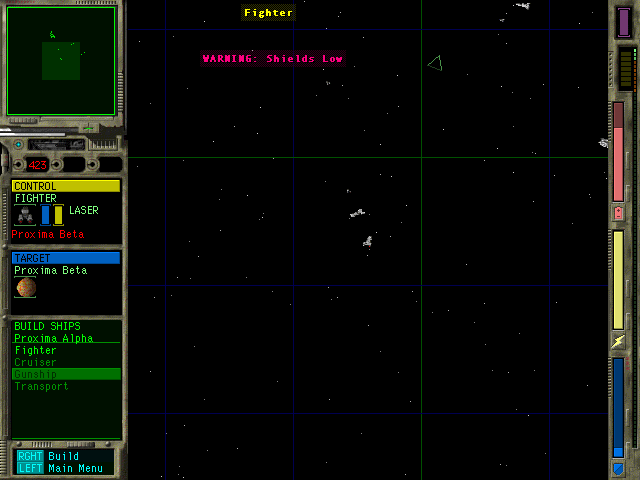 Fighter
WARNING: Shields Low
423
CONTROL
FIGHTER
LASER
Proxima Beta
TARGET
Proxima Beta
BUILD SHIPS
Proxima Alpha
Fighter
Cruiser
Gunship
Transport
RGHT Build
LEFT Main Menu